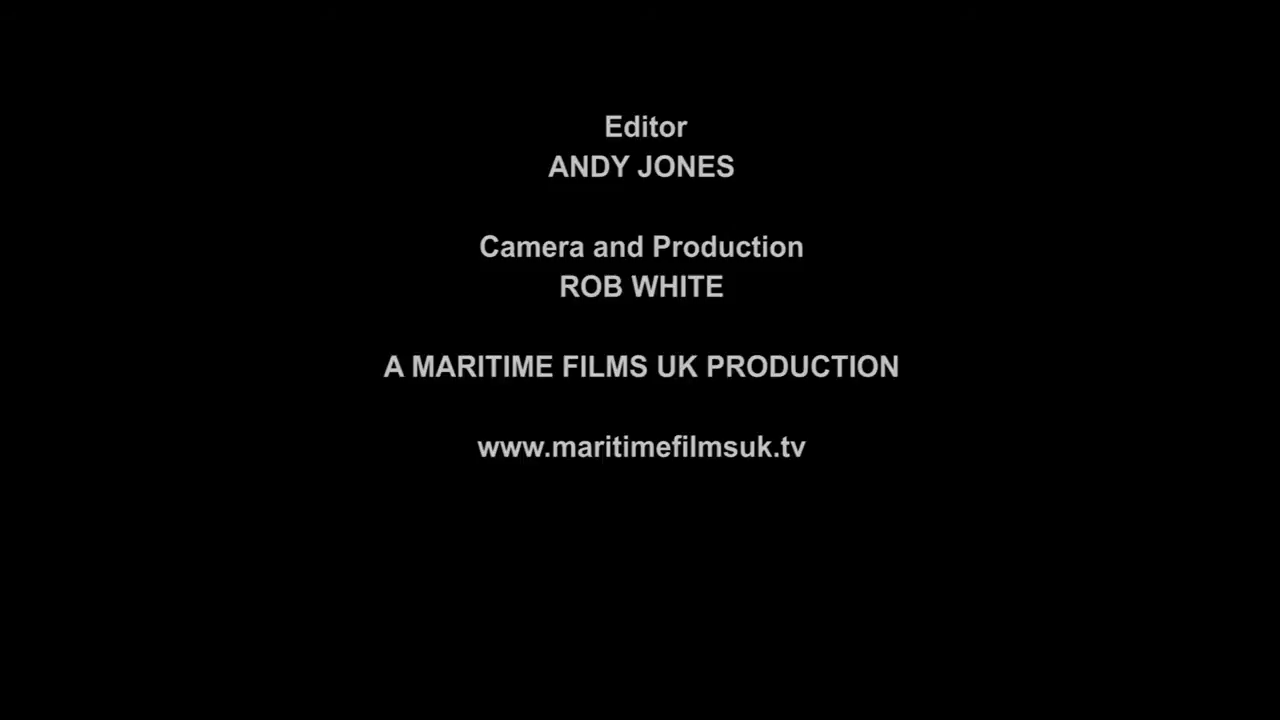 Editor
ANDY JONES
Camera and Production
ROB WHITE
A MARITIME FILMS UK PRODUCTION
www.maritimefilmsuk.tv